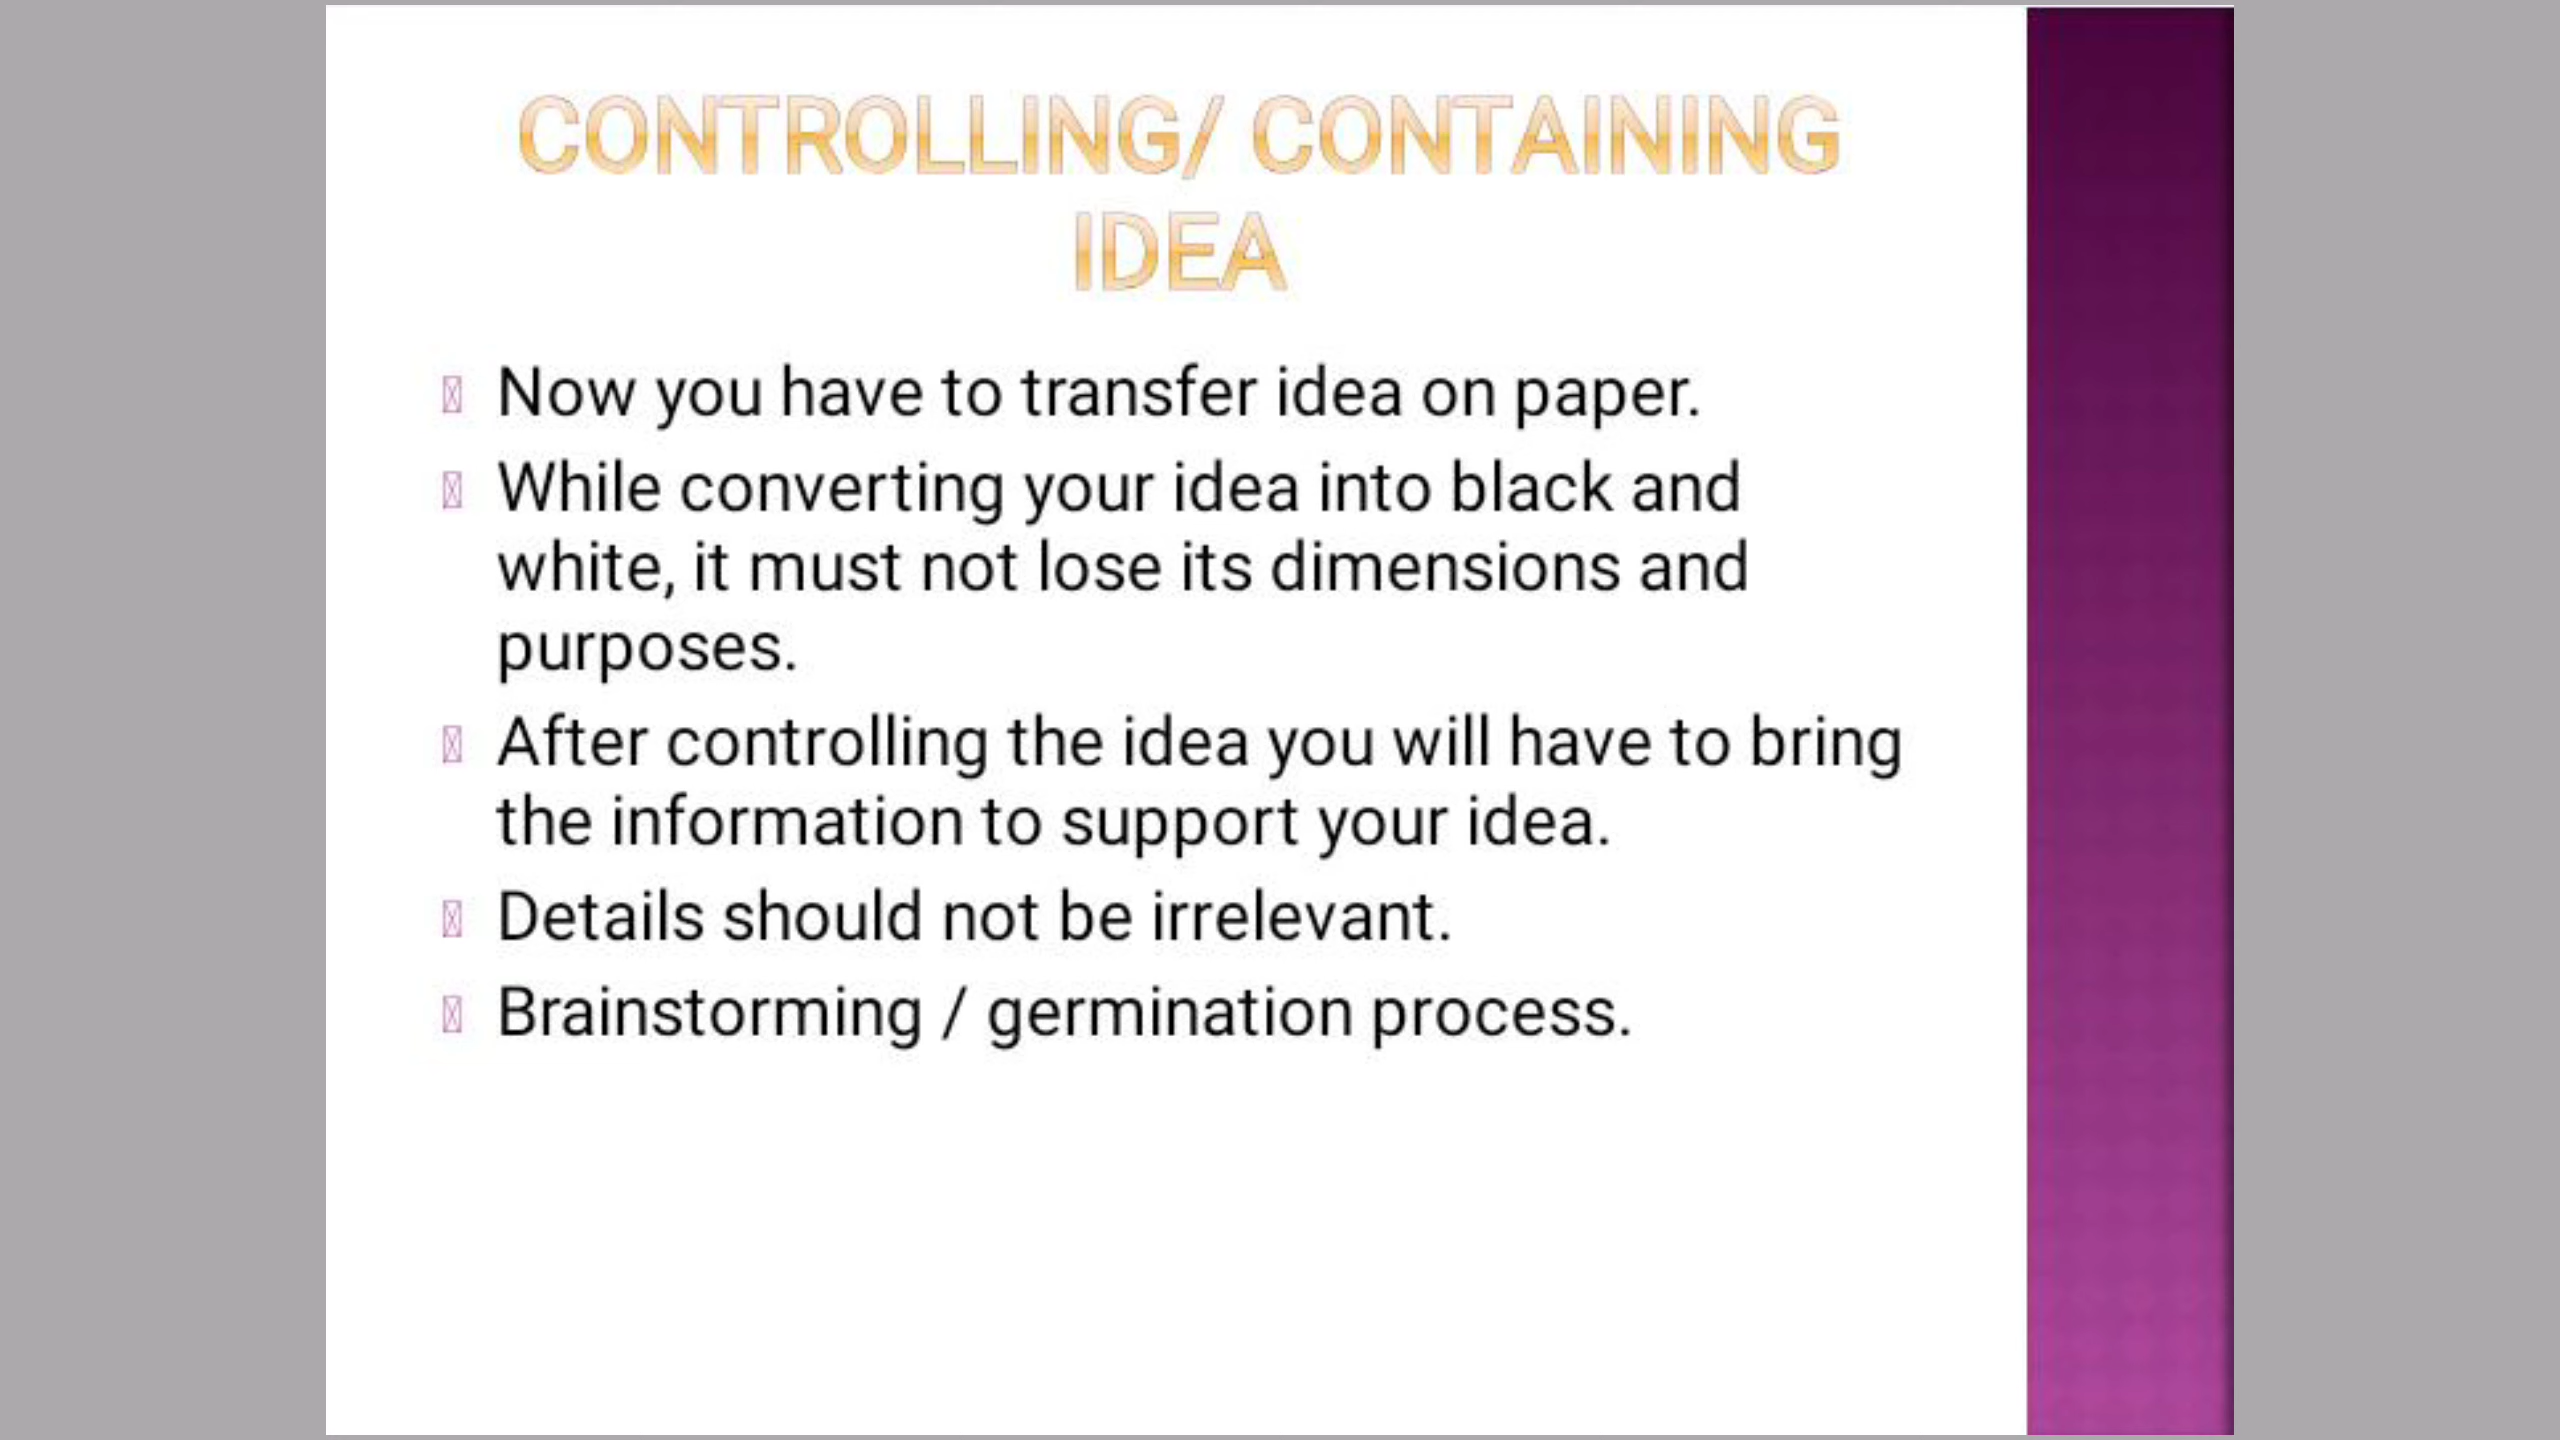 CONTROLLING/ CONTAINING
IDEA
Now you have to transfer idea on paper.
While converting your idea into black and
white, it must not lose its dimensions and
purposes.
After controlling the idea you will have to bring
the information to support your idea.
Details should not be irrelevant.
Brainstorming / germination process.